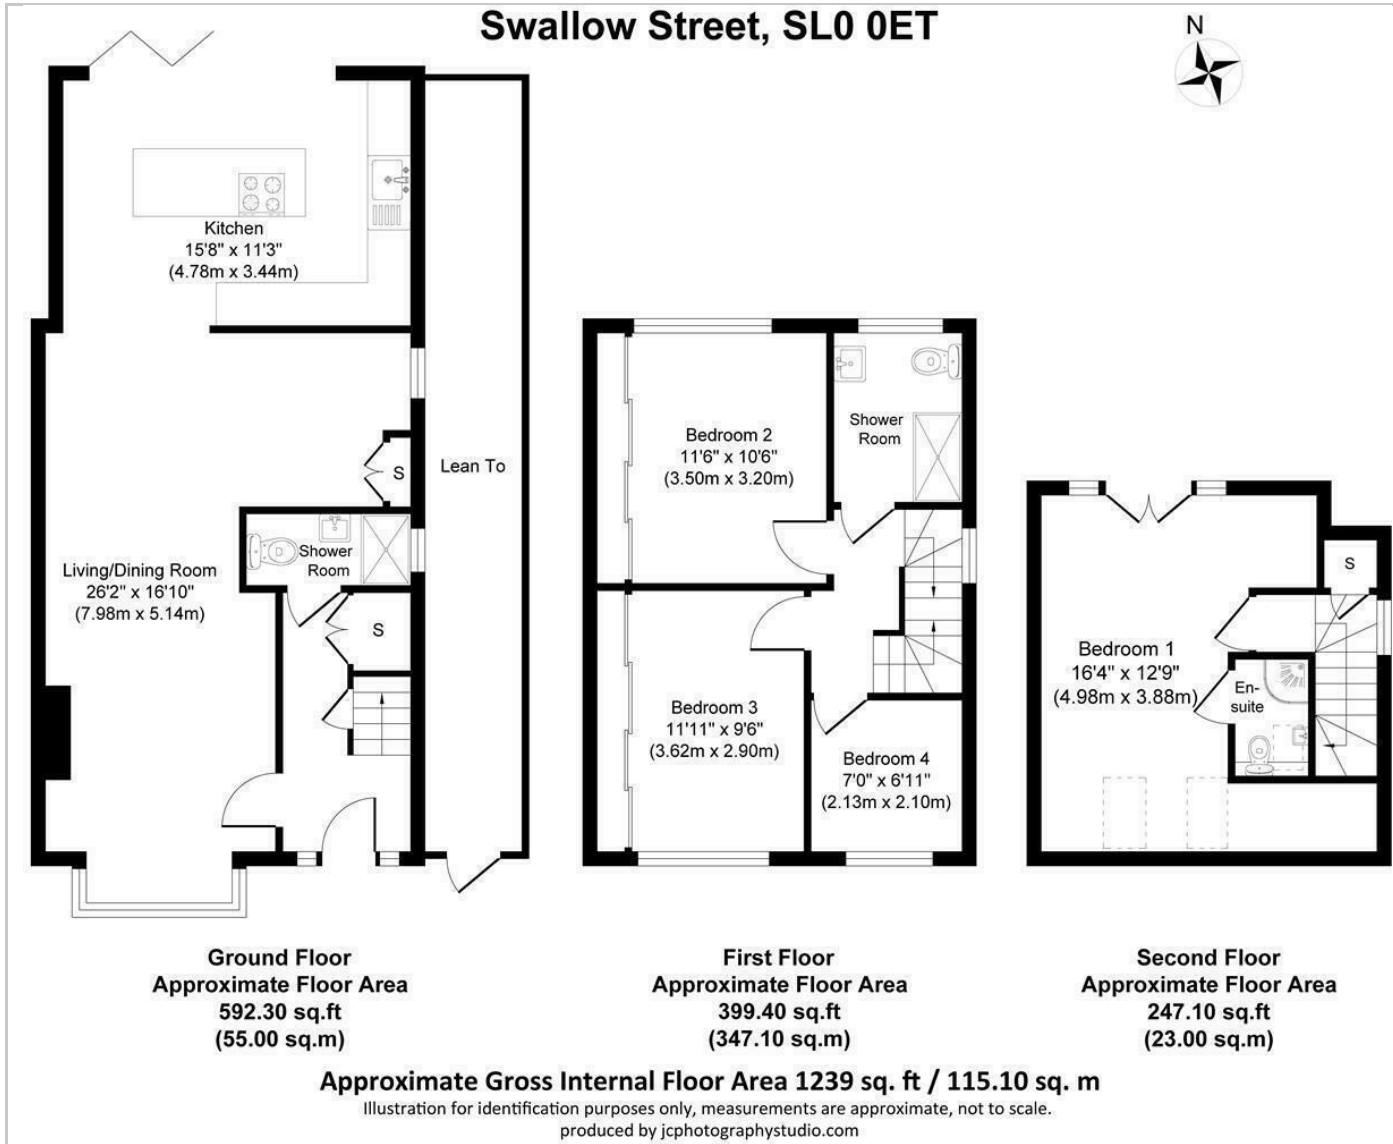 Swallow Street, SL0 0ET
N
Kitchen
15'8" x 11'3"
(4.78m x 3.44m)
Lean To
S
Shower
Room
Living/Dining Room
26'2" x 16'10"
(7.98m x 5.14m)
S
Bedroom 2
11'6" x 10'6"
(3.50m x 3.20m)
Shower
Room
Bedroom 3
11'11" x 9'6"
(3.62m x 2.90m)
Bedroom 4
7'0" x 6'11"
(2.13m x 2.10m)
S
Bedroom 1
16'4" x 12'9"
(4.98m x 3.88m)
En-
suite
Ground Floor
Approximate Floor Area
592.30 sq.ft
(55.00 sq.m)
First Floor
Approximate Floor Area
399.40 sq.ft
(347.10 sq.m)
Second Floor
Approximate Floor Area
247.10 sq.ft
(23.00 sq.m)
Approximate Gross Internal Floor Area 1239 sq. ft / 115.10 sq. m
Illustration for identification purposes only, measurements are approximate, not to scale.
produced by jcphotographystudio.com